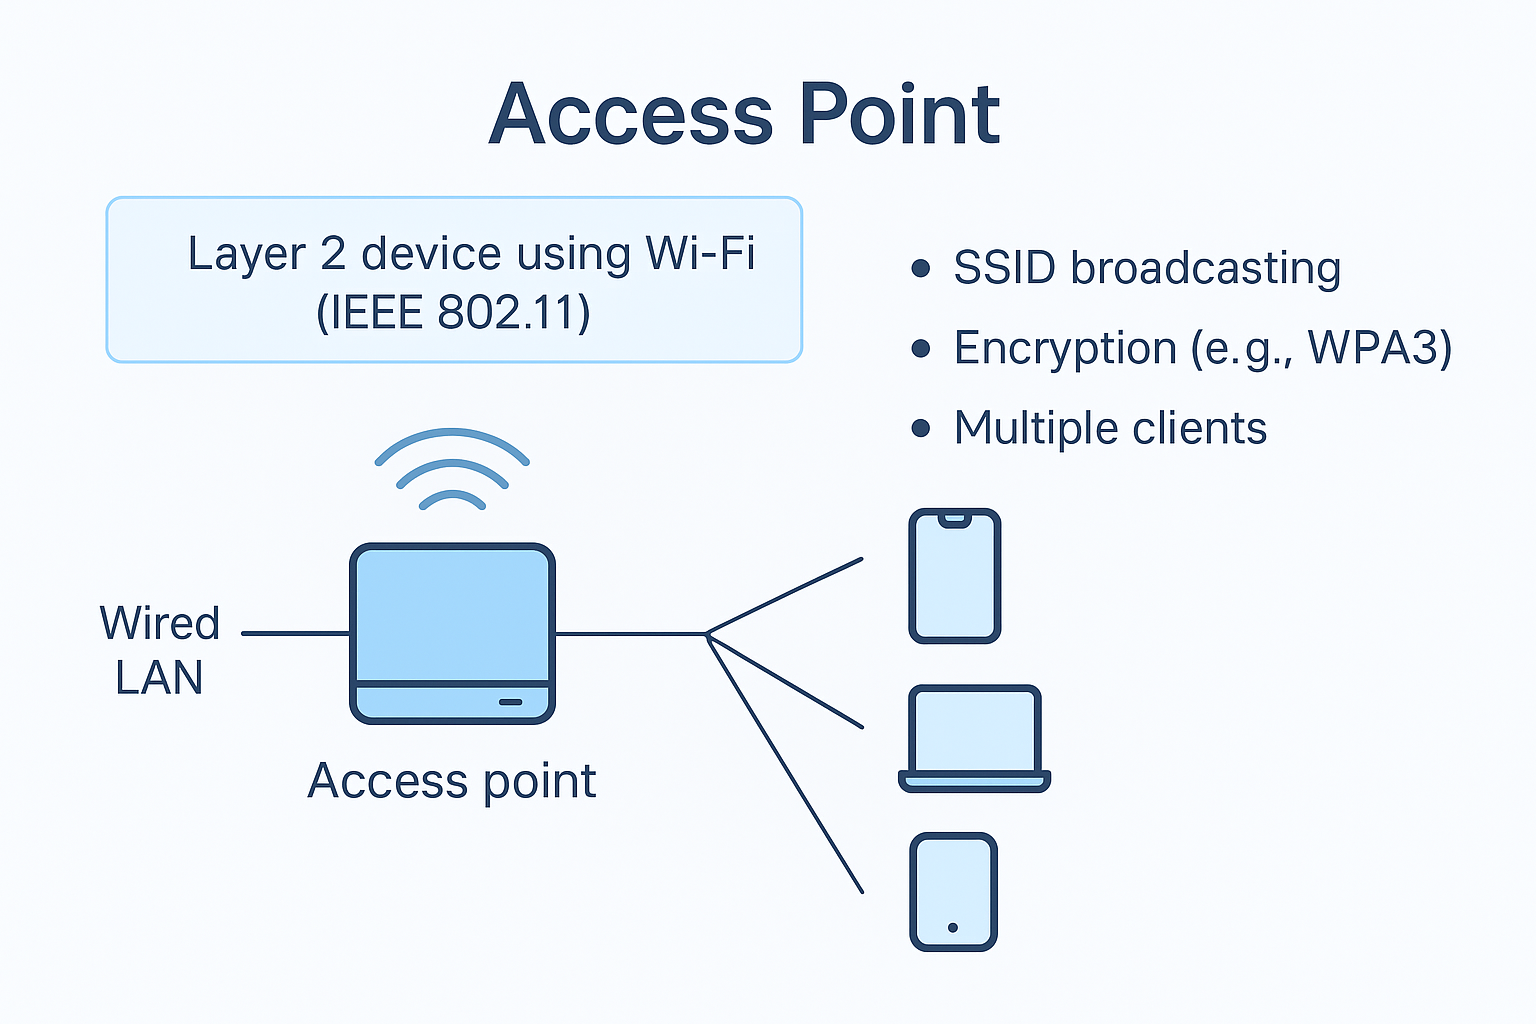 Access Point
Layer 2 device using Wi-Fi
(IEEE 802.11)
• SSID broadcasting
• Encryption (e.g., WPA3)
• Multiple clients
Wired
LAN
Access point